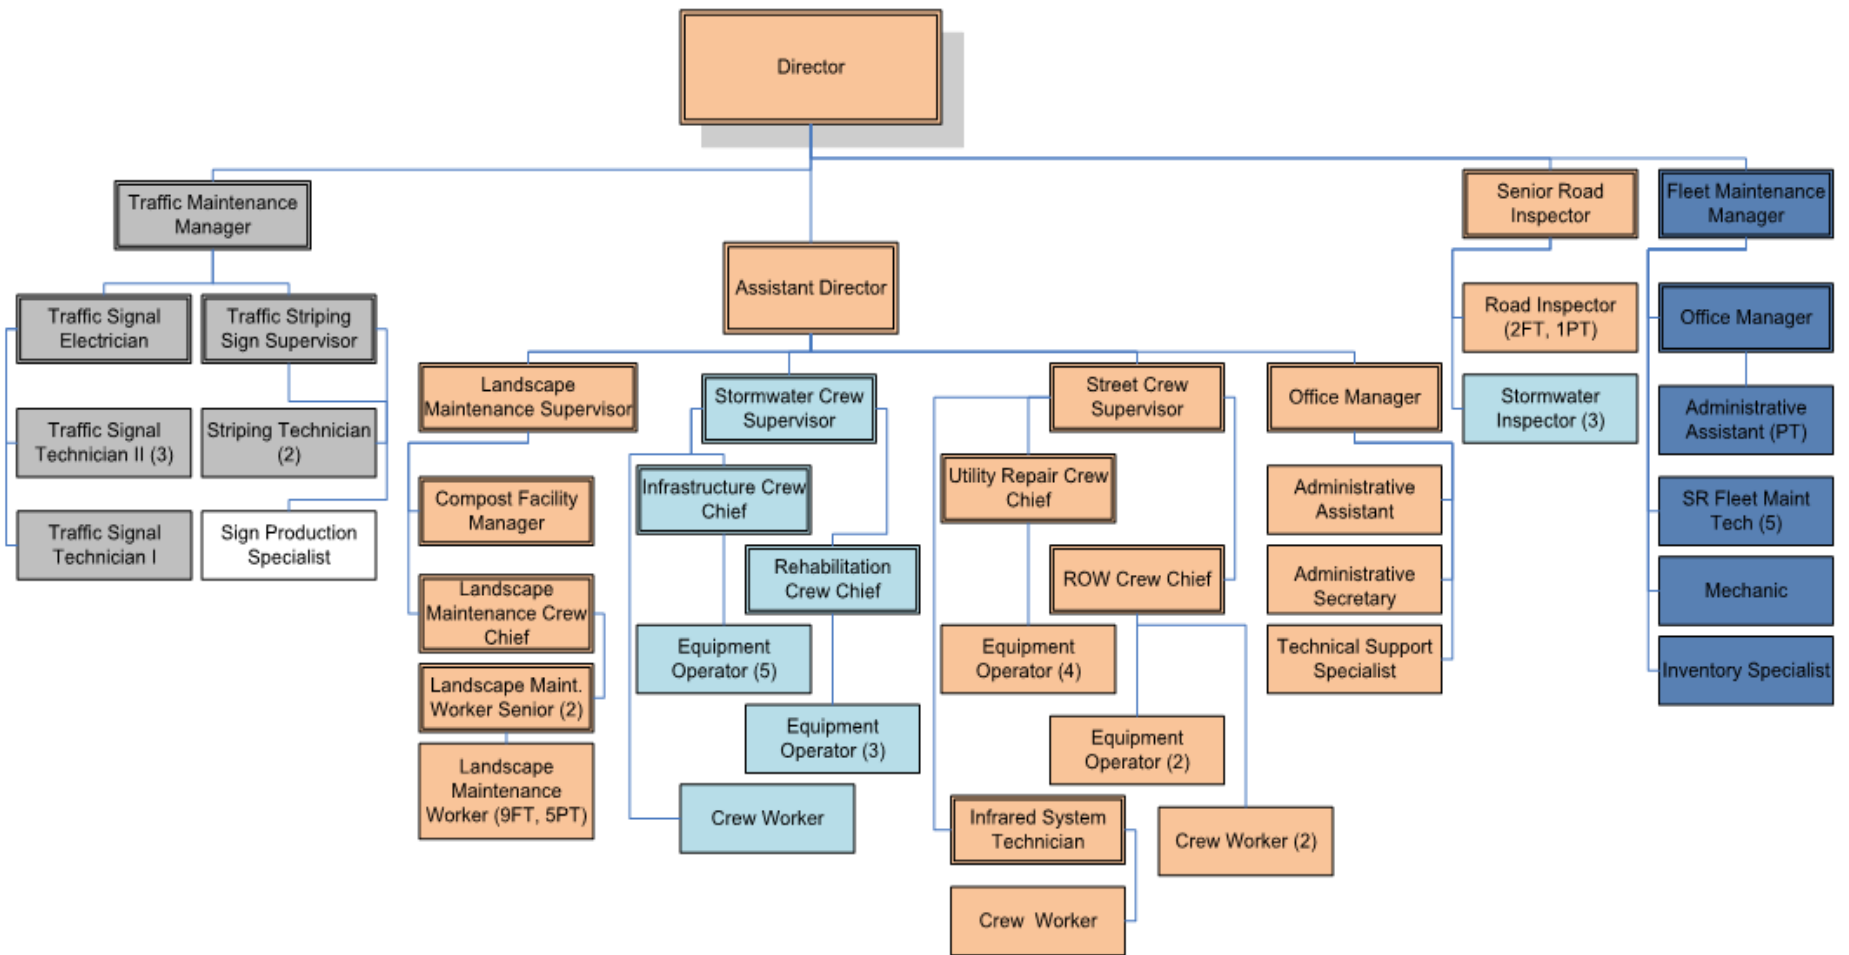 Director
Traffic Maintenance
Manager
Senior Road
Inspector
Fleet Maintenance
Manager
Assistant Director
Traffic Signal
Electrician
Traffic Striping
Sign Supervisor
Road Inspector
(2FT, 1PT)
Office Manager
Landscape
Maintenance Supervisor
Stormwater Crew
Supervisor
Street Crew
Supervisor
Office Manager
Stormwater
Inspector (3)
Administrative
Assistant (PT)
Traffic Signal
Technician II (3)
Striping Technician
(2)
Compost Facility
Manager
Infrastructure Crew
Chief
Utility Repair Crew
Chief
Administrative
Assistant
SR Fleet Maint
Tech (5)
Traffic Signal
Technician I
Sign Production
Specialist
Landscape
Maintenance Crew
Chief
Rehabilitation
Crew Chief
ROW Crew Chief
Administrative
Secretary
Mechanic
Landscape Maint.
Worker Senior (2)
Equipment
Operator (5)
Equipment
Operator (4)
Technical Support
Specialist
Inventory Specialist
Landscape
Maintenance
Worker (9FT, 5PT)
Equipment
Operator (3)
Equipment
Operator (2)
Crew Worker
Infrared System
Technician
Crew Worker (2)
Crew Worker